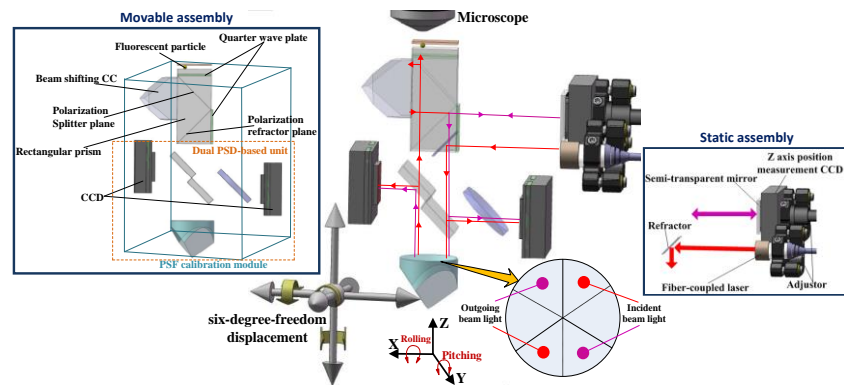 Movable assembly
Fluorescent particle
Quarter wave plate
Beam shifting CC
Polarization
Splitter plane
Polarization
refractor plane
Rectangular prism
Dual PSD-based unit
CCD
PSF calibration module
Microscope
Static assembly
Z axis position
measurement CCD
Semi-transparent mirror
Refractor
Fiber-coupled laser
Adjustor
six-degree-freedom
displacement
Outgoing
beam light
Incident
beam light
Z
Rolling
X
Pitching
Y